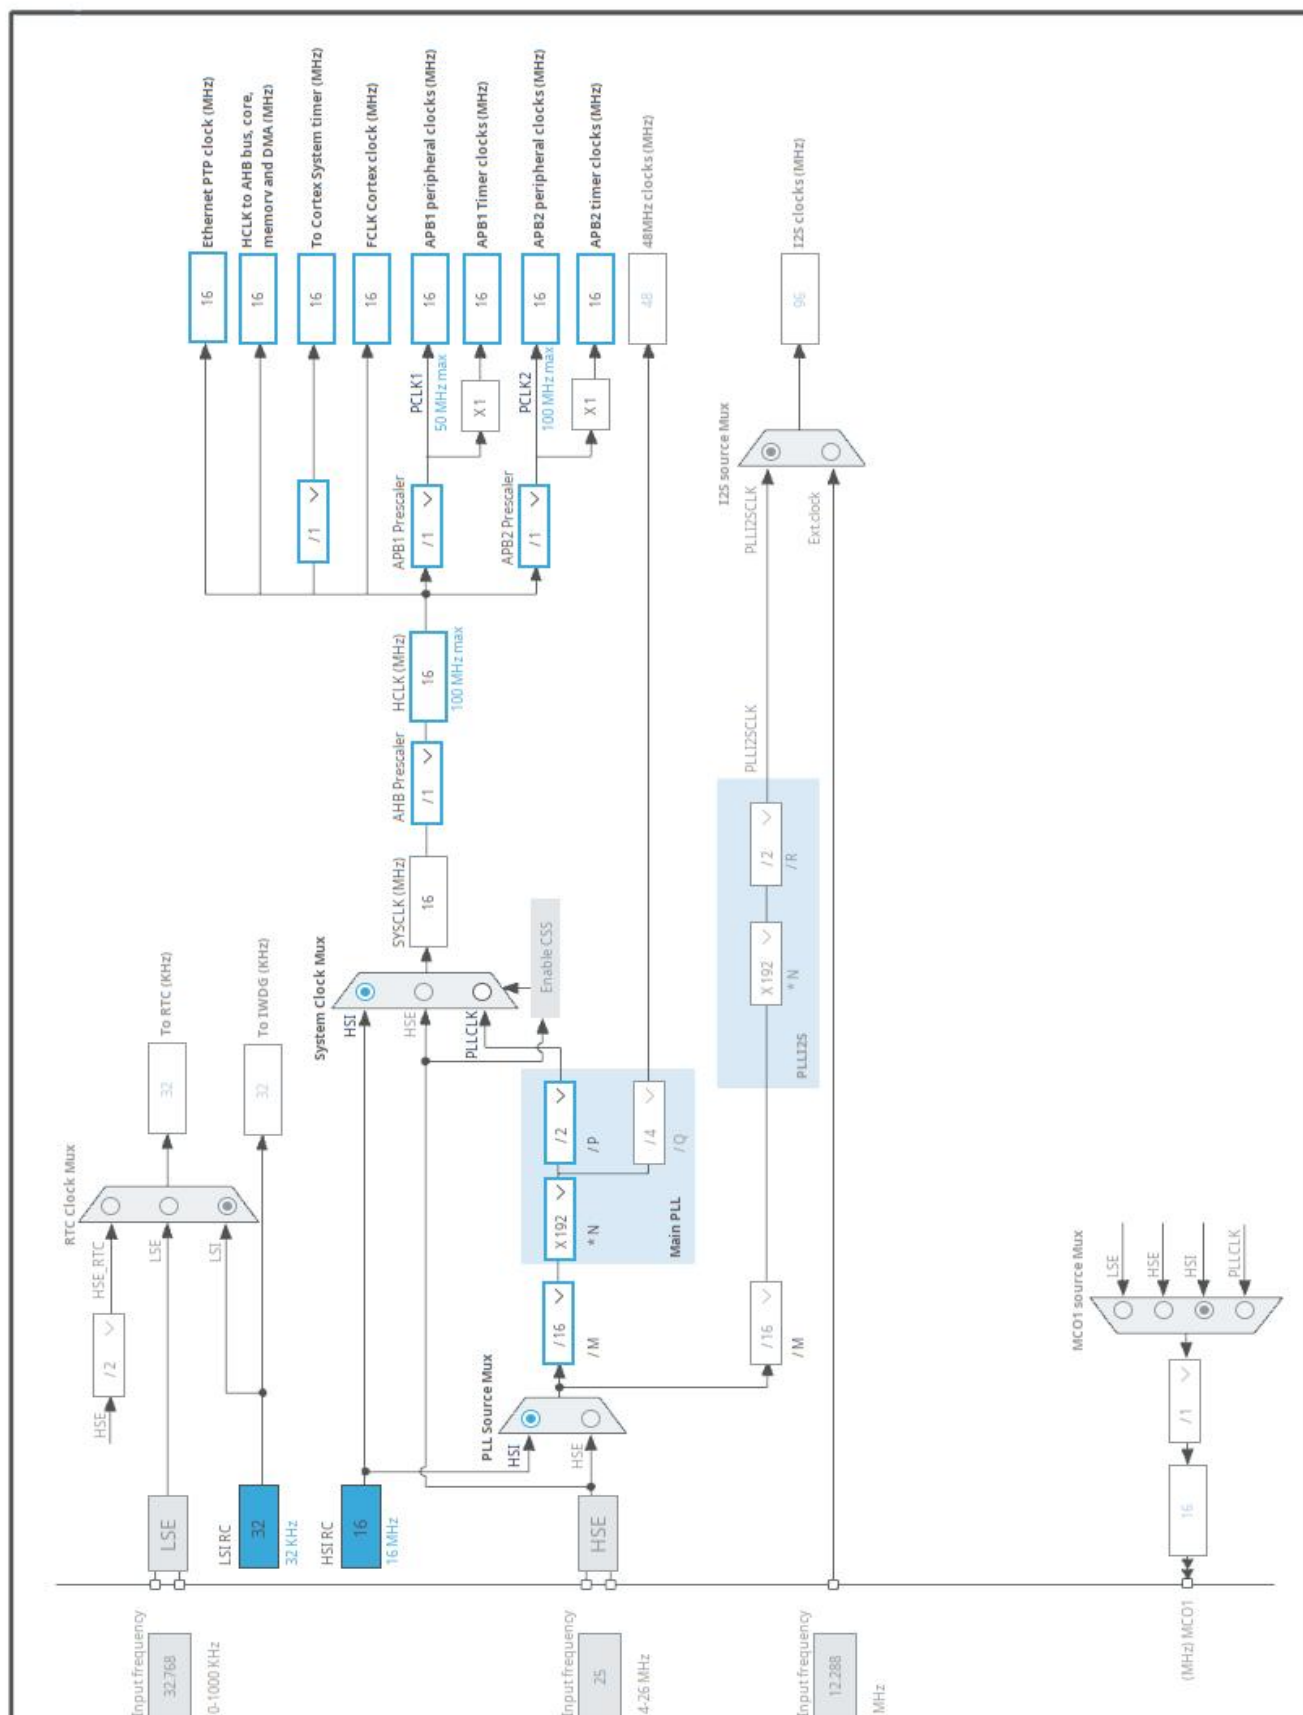 Input frequency
32.768
0-1000 KHz
LSE
HSE
/ 2
HSE_RTC
LSE
LSI
RTC Clock Mux
32
To RTC (KHz)
LSI RC
32
32 KHz
32
To IWDG (KHz)
HSI RC
16
16 MHz
Input frequency
25
4-26 MHz
HSE
PLL Source Mux
HSI
HSE
/ 16
/ M
X 192
* N
/ 2
/ P
/ 4
/ Q
Main PLL
System Clock Mux
HSI
HSE
PLLCLK
Enable CSS
SYSCLK (MHz)
16
AHB Prescaler
/ 1
HCLK (MHz)
16
100 MHz max
16
Ethernet PTP clock (MHz)
16
HCLK to AHB bus, core,
memory and DMA (MHz)
/ 1
16
To Cortex System timer (MHz)
16
FCLK Cortex clock (MHz)
APB1 Prescaler
/ 1
PCLK1
50 MHz max
16
APB1 peripheral clocks (MHz)
X 1
16
APB1 Timer clocks (MHz)
APB2 Prescaler
/ 1
PCLK2
100 MHz max
16
APB2 peripheral clocks (MHz)
X 1
16
APB2 timer clocks (MHz)
48
48MHz clocks (MHz)
/ 16
/ M
X 192
* N
/ 2
/ R
PLLI2S
PLLI2SCLK
PLLI2SCLK
Ext.clock
I2S source Mux
96
I2S clocks (MHz)
Input frequency
12.288
MHz
(MHz) MCO1
16
/ 1
MCO1 source Mux
LSE
HSE
HSI
PLLCLK